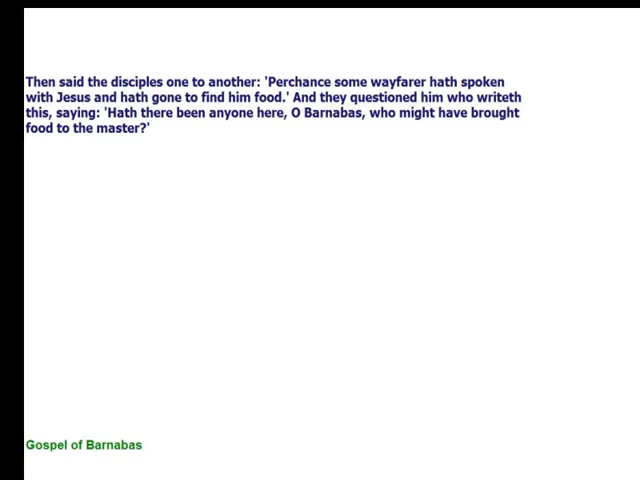 Then said the disciples one to another: 'Perchance some wayfarer hath spoken
with Jesus and hath gone to find him food.' And they questioned him who writeth
this, saying: 'Hath there been anyone here, O Barnabas, who might have brought
food to the master?'
Gospel of Barnabas